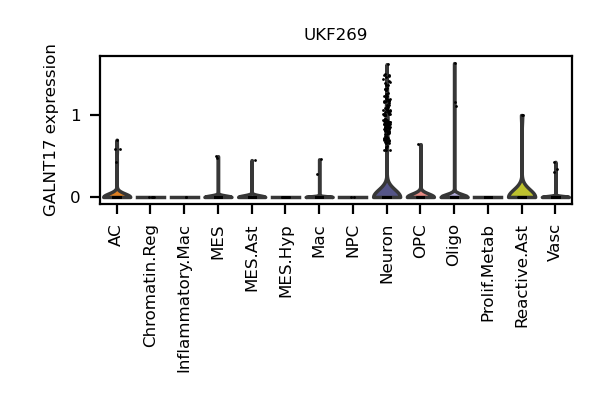 UKF269
GALNT17 expression
1
0
AC
Chromatin.Reg
Inflammatory.Mac
MES
MES.Ast
MES.Hyp
Mac
NPC
Neuron
OPC
Oligo
Prolif.Metab
Reactive.Ast
Vasc